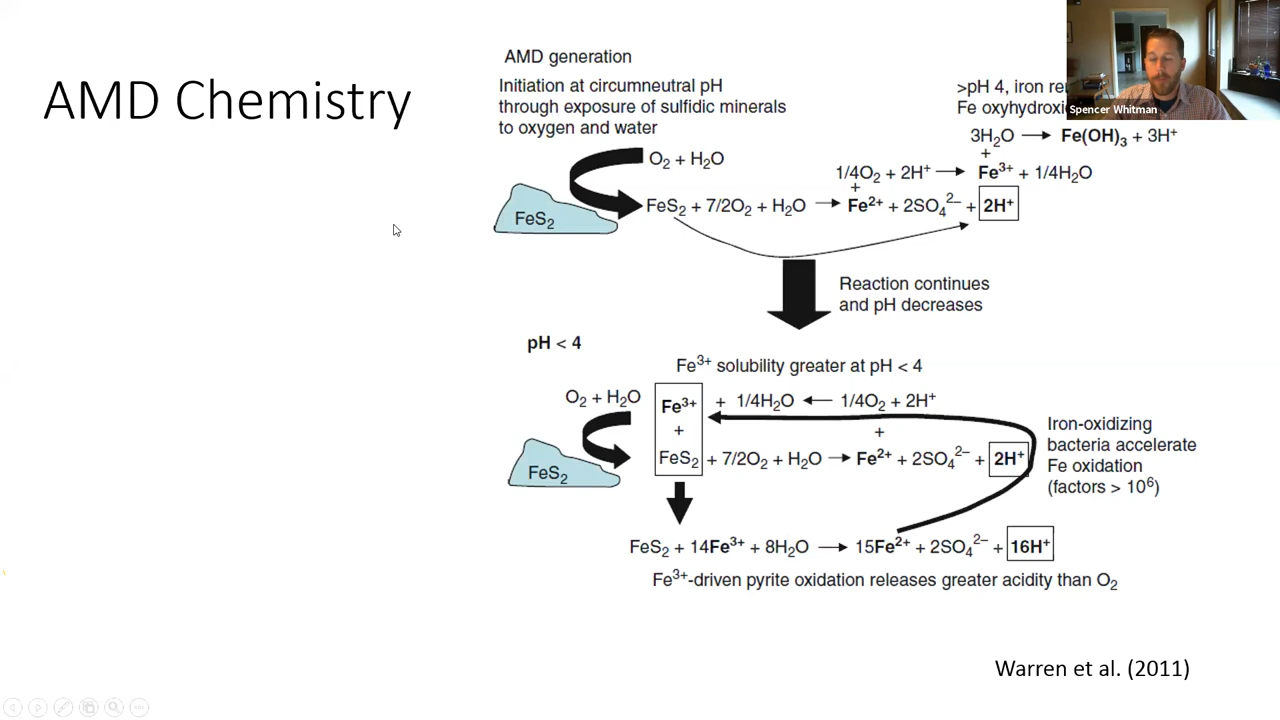 AMD Chemistry
AMD generation
Initiation at circumneutral pH
through exposure of sulfidic minerals
to oxygen and water
>pH 4, iron
Fe
Spencer Whitman
3H₂O ⟶ Fe(OH)₃ + 3H⁺
+
O₂ + H₂O
1/4O₂ + 2H⁺ ⟶ Fe³⁺ + 1/4H₂O
+
FeS₂
FeS₂ + 7/2O₂ + H₂O ⟶ Fe²⁺ + 2SO₄²⁻ + 2H⁺
Reaction continues
and pH decreases
pH < 4
Fe³⁺ solubility greater at pH < 4
O₂ + H₂O
Fe³⁺ + 1/4H₂O ⟵ 1/4O₂ + 2H⁺
+
+
FeS₂
FeS₂ + 7/2O₂ + H₂O ⟶ Fe²⁺ + 2SO₄²⁻ + 2H⁺
Iron-oxidizing
bacteria accelerate
Fe oxidation
(factors > 10⁶)
FeS₂ + 14Fe³⁺ + 8H₂O ⟶ 15Fe²⁺ + 2SO₄²⁻ + 16H⁺
Fe³⁺-driven pyrite oxidation releases greater acidity than O₂
Warren et al. (2011)